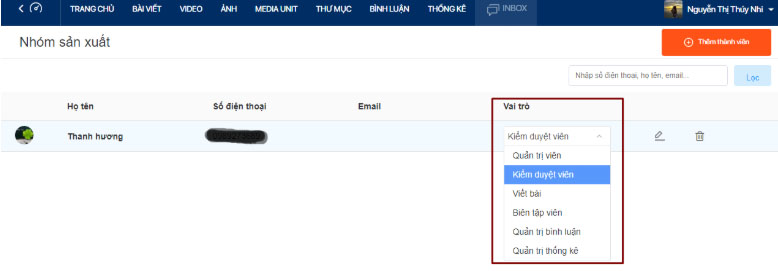 TRANG CHỦ BÀI VIẾT VIDEO ẢNH MEDIA UNIT THƯ MỤC BÌNH LUẬN THỐNG KÊ INBOX Nguyễn Thị Thúy Nhi
Nhóm sản xuất Thêm thành viên
Nhập số điện thoại, họ tên, email... Lọc
Họ tên Số điện thoại Email Vai trò
Thanh hương Kiểm duyệt viên
Quản trị viên
Kiểm duyệt viên
Viết bài
Biên tập viên
Quản trị bình luận
Quản trị thống kê